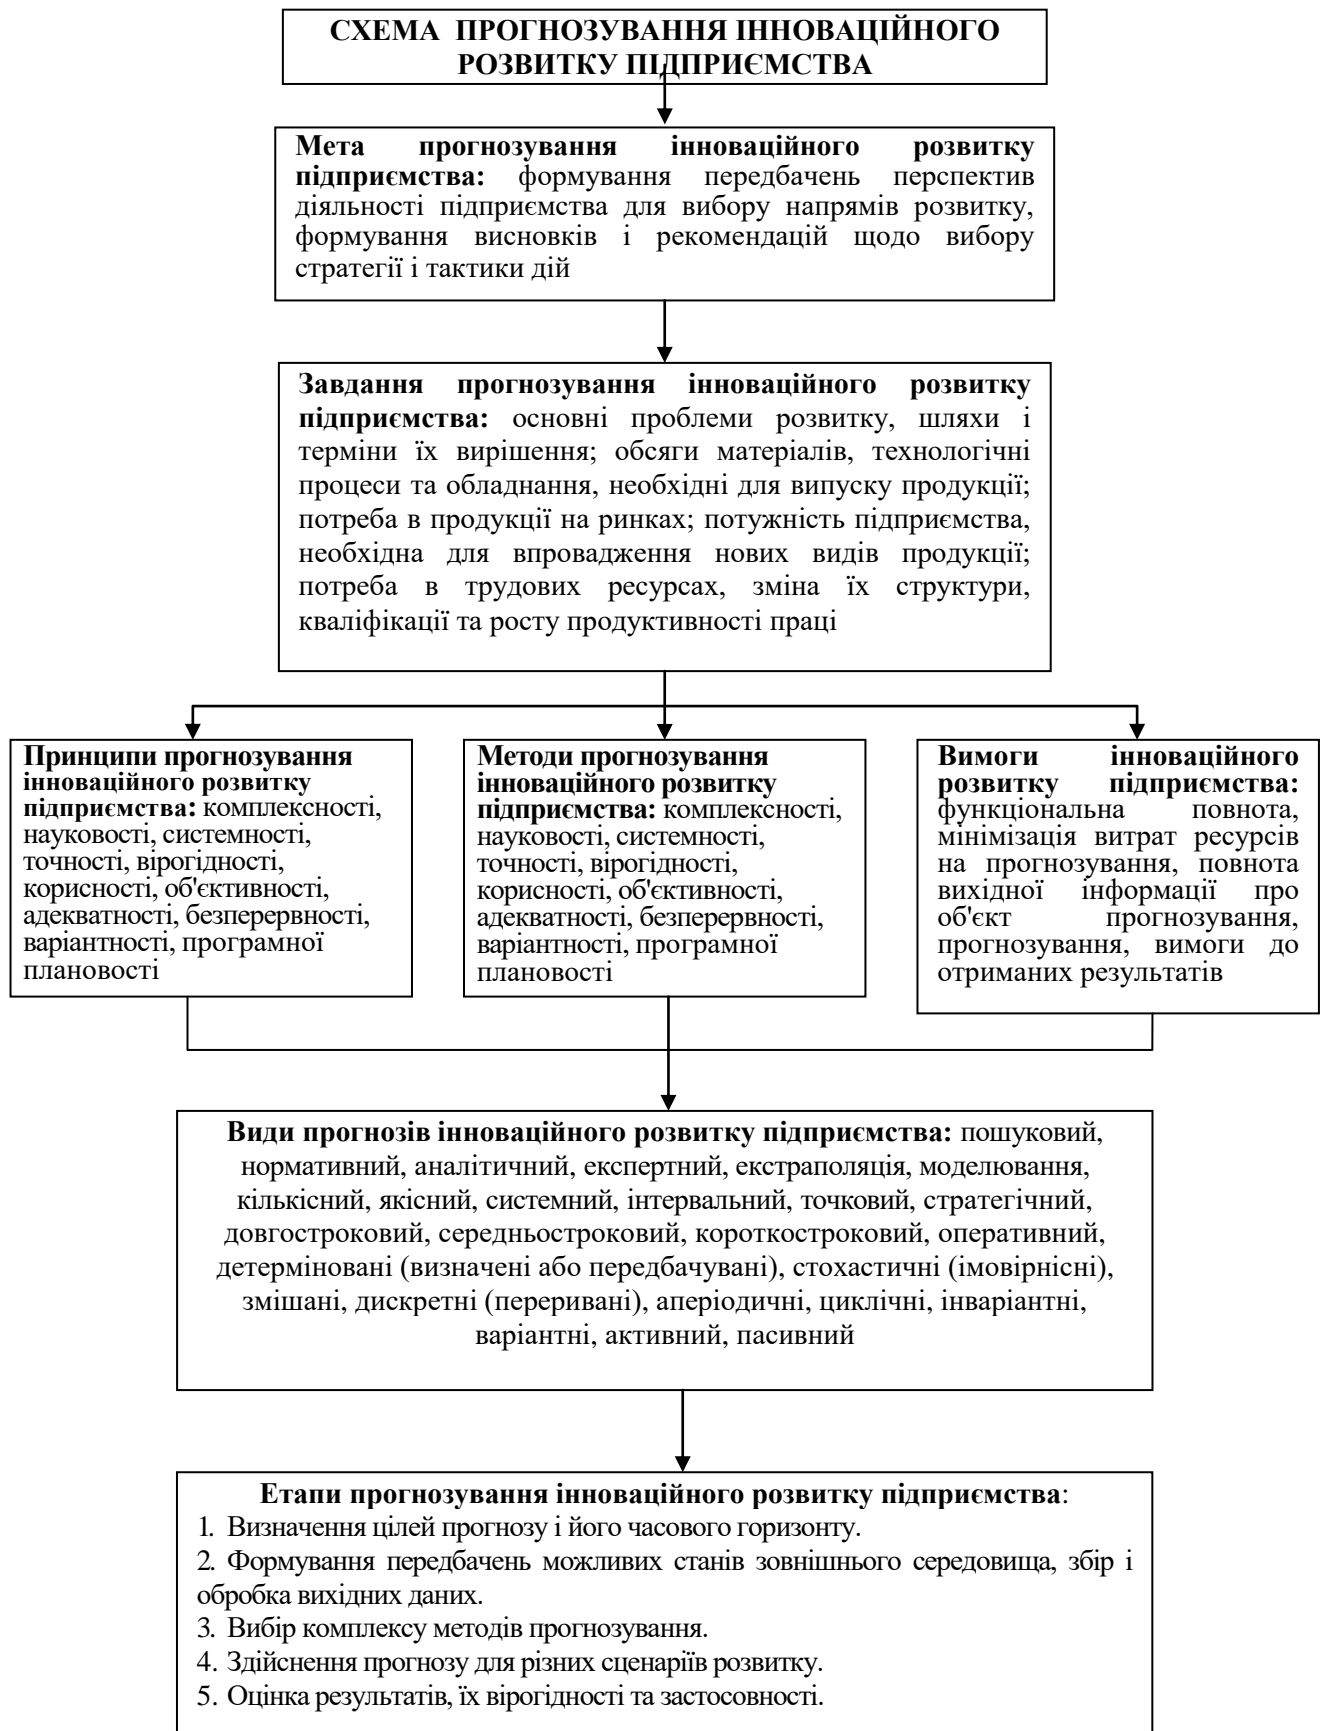 СХЕМА ПРОГНОЗУВАННЯ ІННОВАЦІЙНОГО
РОЗВИТКУ ПІДПРИЄМСТВА
Мета прогнозування інноваційного розвитку
підприємства: формування передбачень перспектив
діяльності підприємства для вибору напрямів розвитку,
формування висновків і рекомендацій щодо вибору
стратегії і тактики дій
Завдання прогнозування інноваційного розвитку
підприємства: основні проблеми розвитку, шляхи і
терміни їх вирішення; обсяги матеріалів, технологічні
процеси та обладнання, необхідні для випуску продукції;
потреба в продукції на ринках; потужність підприємства,
необхідна для впровадження нових видів продукції;
потреба в трудових ресурсах, зміна їх структури,
кваліфікації та росту продуктивності праці
Принципи прогнозування
інноваційного розвитку
підприємства: комплексності,
науковості, системності,
точності, вірогідності,
корисності, об'єктивності,
адекватності, безперервності,
варіантності, програмної
плановості
Методи прогнозування
інноваційного розвитку
підприємства: комплексності,
науковості, системності,
точності, вірогідності,
корисності, об'єктивності,
адекватності, безперервності,
варіантності, програмної
плановості
Вимоги інноваційного
розвитку підприємства:
функціональна повнота,
мінімізація витрат ресурсів
на прогнозування, повнота
вихідної інформації про
об'єкт прогнозування,
прогнозування, вимоги до
отриманих результатів
Види прогнозів інноваційного розвитку підприємства: пошуковий,
нормативний, аналітичний, експертний, екстраполяція, моделювання,
кількісний, якісний, системний, інтервальний, точковий, стратегічний,
довгостроковий, середньостроковий, короткостроковий, оперативний,
детерміновані (визначені або передбачувані), стохастичні (імовірнісні),
змішані, дискретні (переривані), аперіодичні, циклічні, інваріантні,
варіантні, активний, пасивний
Етапи прогнозування інноваційного розвитку підприємства:
1. Визначення цілей прогнозу і його часового горизонту.
2. Формування передбачень можливих станів зовнішнього середовища, збір і
обробка вихідних даних.
3. Вибір комплексу методів прогнозування.
4. Здійснення прогнозу для різних сценаріїв розвитку.
5. Оцінка результатів, їх вірогідності та застосовності.